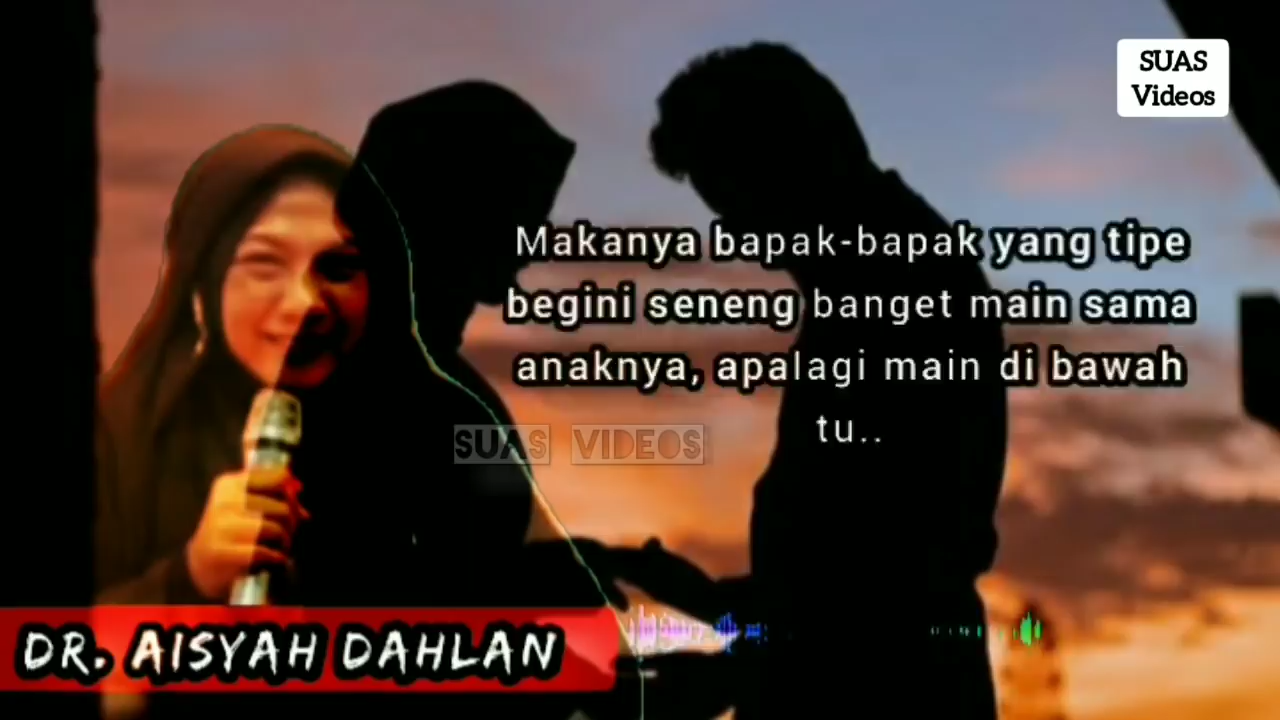 SUAS
Videos
Makanya bapak-bapak yang tipe
begini seneng banget main sama
anaknya, apalagi main di bawah
tu..
SUAS VIDEOS
DR. AISYAH DAHLAN